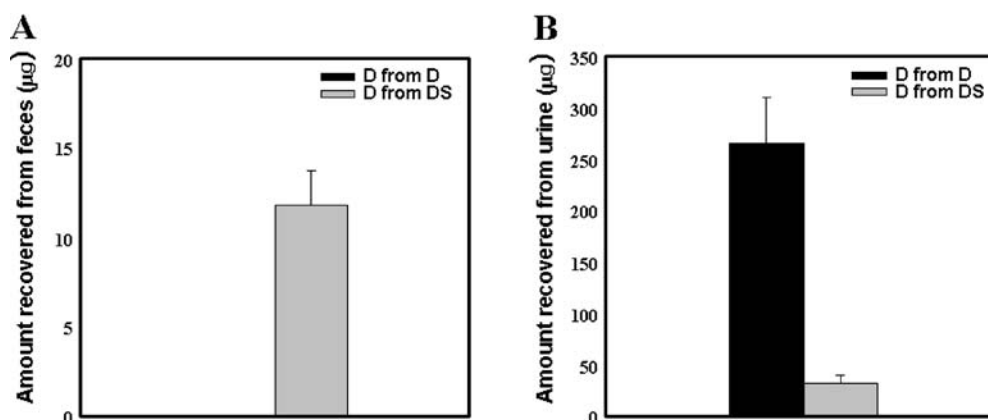 A
Amount recovered from feces (µg)
20
15
10
5
0
D from D
D from DS
B
Amount recovered from urine (µg)
350
300
250
200
150
100
50
0
D from D
D from DS